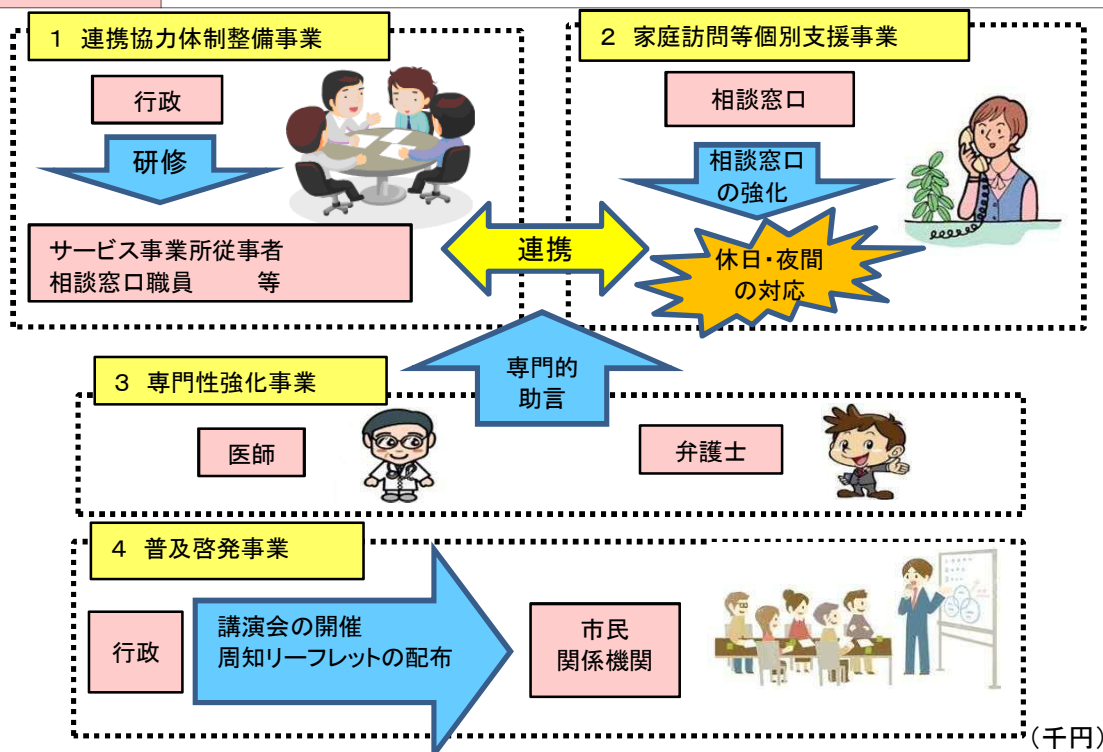 1 連携協力体制整備事業
行政
研修
サービス事業所従事者
相談窓口職員 等
2 家庭訪問等個別支援事業
相談窓口
相談窓口
の強化
休日・夜間
の対応
連携
3 専門性強化事業
専門的
助言
医師
弁護士
4 普及啓発事業
行政
講演会の開催
周知リーフレットの配布
市民
関係機関
(千円)